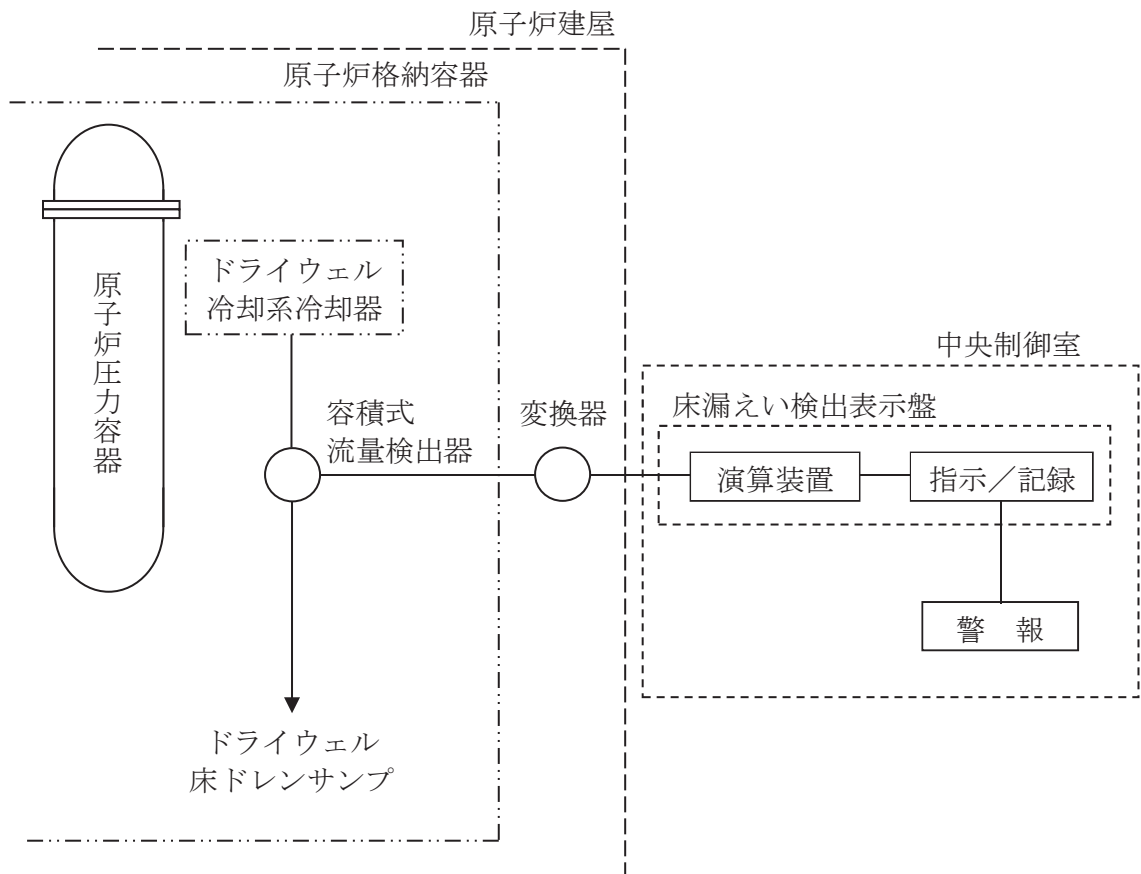 原子炉建屋
原子炉格納容器
原子炉圧力容器
ドライウェル
冷却系冷却器
容積式
流量検出器
変換器
中央制御室
床漏えい検出表示盤
演算装置
指示／記録
警　報
ドライウェル
床ドレンサンプ